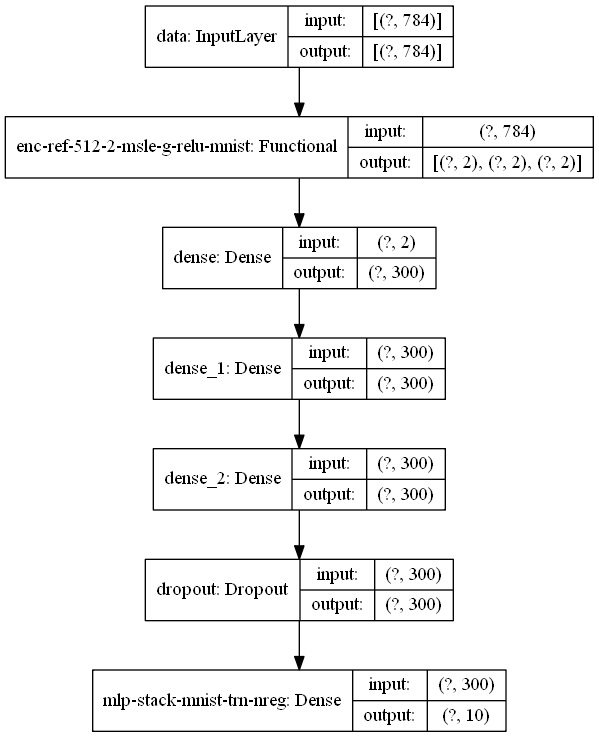 data: InputLayer
input:
[(?, 784)]
output:
[(?, 784)]
enc-ref-512-2-msle-g-relu-mnist: Functional
input:
(?, 784)
output:
[(?, 2), (?, 2), (?, 2)]
dense: Dense
input:
(?, 2)
output:
(?, 300)
dense_1: Dense
input:
(?, 300)
output:
(?, 300)
dense_2: Dense
input:
(?, 300)
output:
(?, 300)
dropout: Dropout
input:
(?, 300)
output:
(?, 300)
mlp-stack-mnist-trn-nreg: Dense
input:
(?, 300)
output:
(?, 10)